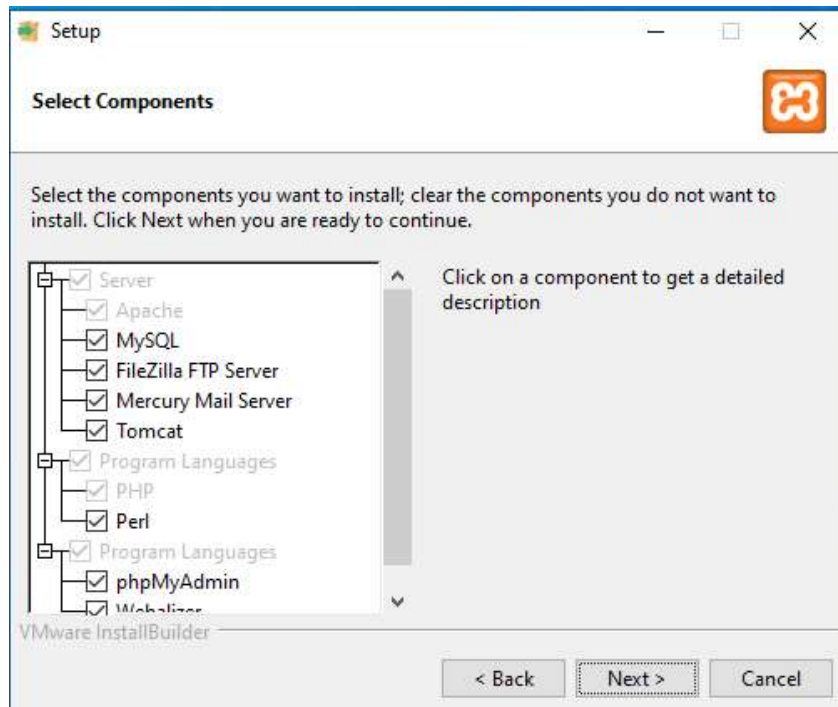 Setup
Select Components
Select the components you want to install; clear the components you do not want to
install. Click Next when you are ready to continue.
Server
Apache
MySQL
FileZilla FTP Server
Mercury Mail Server
Tomcat
Program Languages
PHP
Perl
Program Languages
phpMyAdmin
Webalizer
Click on a component to get a detailed
description
VMware InstallBuilder
< Back
Next >
Cancel